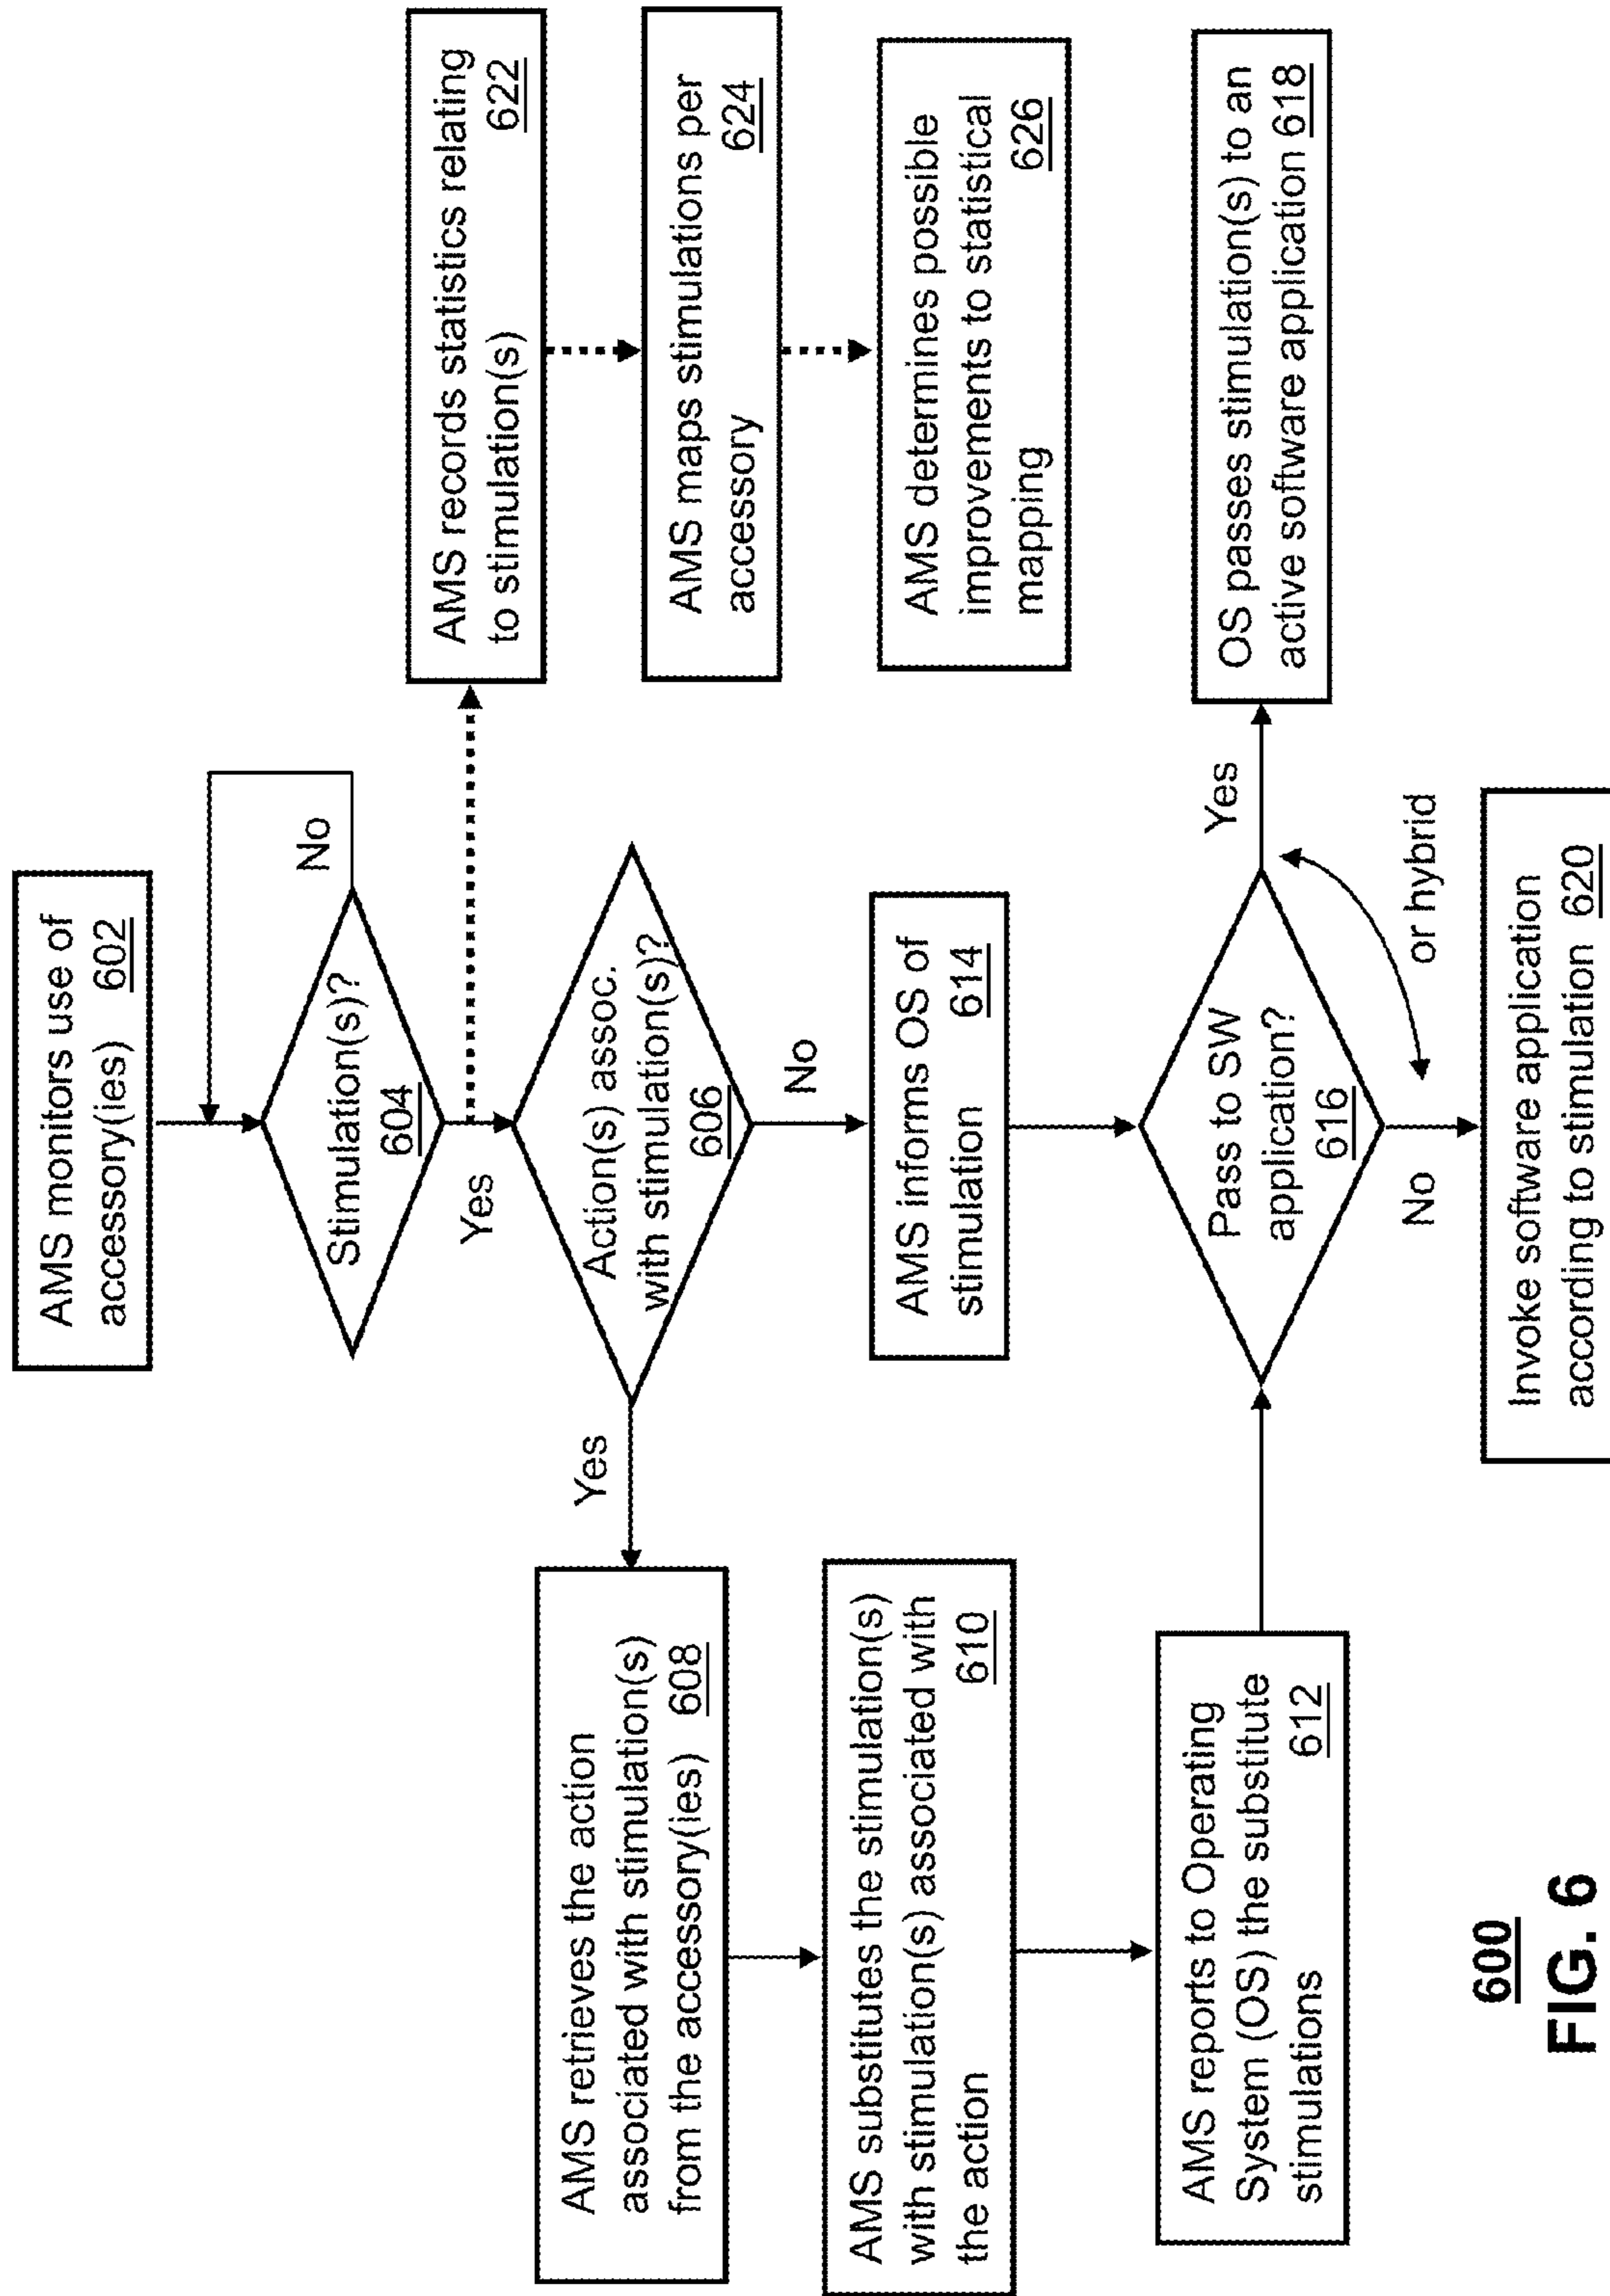 AMS monitors use of
accessory(ies) 602
Stimulation(s)?
604
No
Yes
AMS records statistics relating
to stimulation(s) 622
AMS maps stimulations per
accessory 624
AMS determines possible
improvements to statistical
mapping 626
Action(s) assoc.
with stimulation(s)?
606
Yes
No
AMS retrieves the action
associated with stimulation(s)
from the accessory(ies) 608
AMS substitutes the stimulation(s)
with stimulation(s) associated with
the action 610
AMS reports to Operating
System (OS) the substitute
stimulations 612
AMS informs OS of
stimulation 614
Pass to SW
application?
616
Yes
OS passes stimulation(s) to an
active software application 618
or hybrid
No
Invoke software application
according to stimulation 620
600
FIG. 6